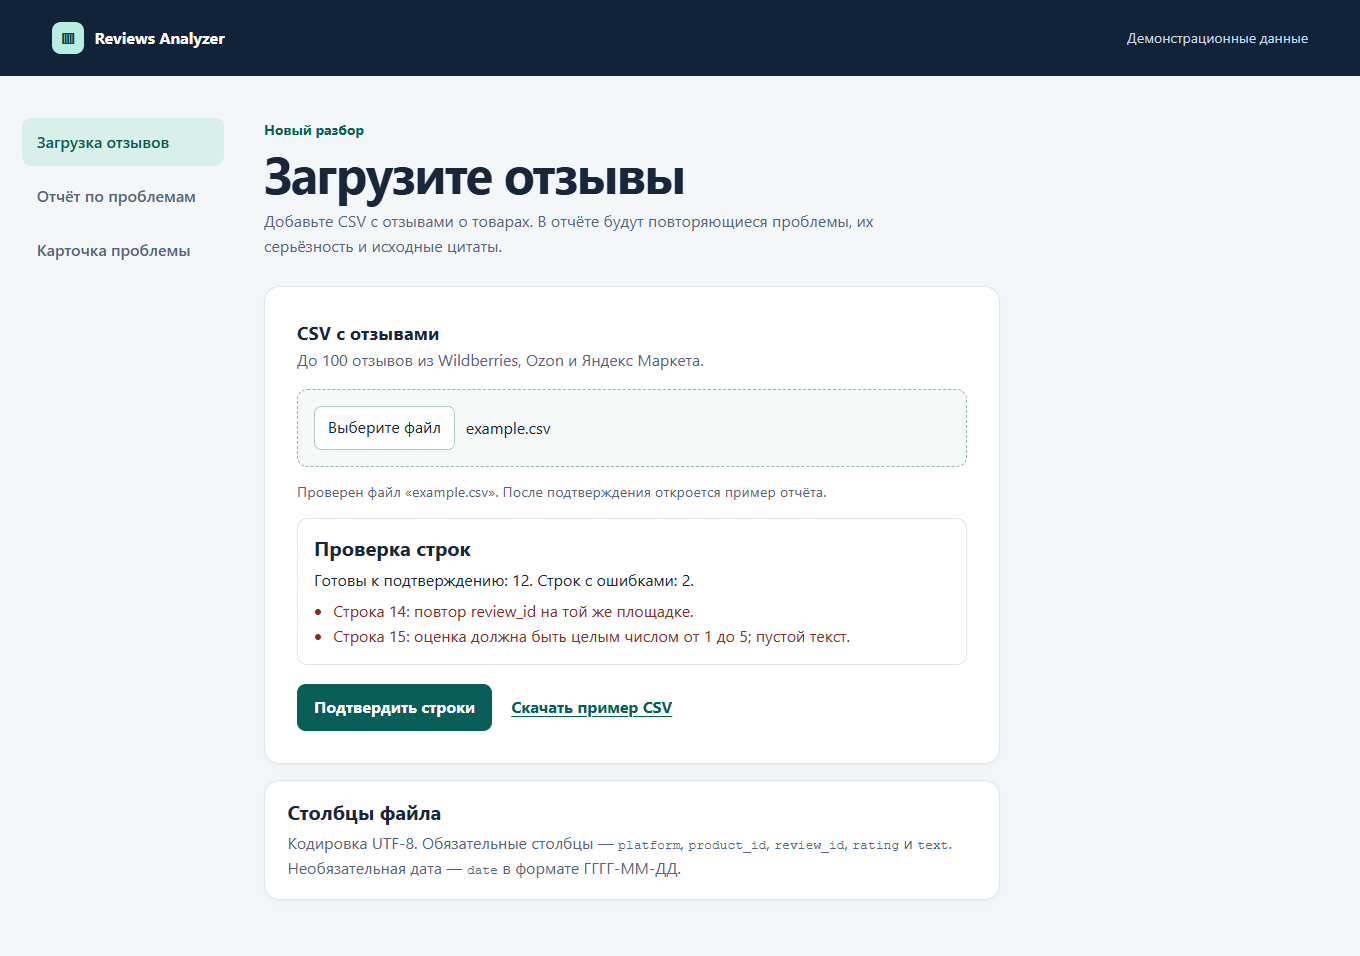 Reviews Analyzer
Демонстрационные данные
Загрузка отзывов
Отчёт по проблемам
Карточка проблемы
Новый разбор
Загрузите отзывы
Добавьте CSV с отзывами о товарах. В отчёте будут повторяющиеся проблемы, их
серьёзность и исходные цитаты.
CSV с отзывами
До 100 отзывов из Wildberries, Ozon и Яндекс Маркета.
Выберите файл example.csv
Проверен файл «example.csv». После подтверждения откроется пример отчёта.
Проверка строк
Готовы к подтверждению: 12. Строк с ошибками: 2.
• Строка 14: повтор review_id на той же площадке.
• Строка 15: оценка должна быть целым числом от 1 до 5; пустой текст.
Подтвердить строки
Скачать пример CSV
Столбцы файла
Кодировка UTF-8. Обязательные столбцы — platform, product_id, review_id, rating и text.
Необязательная дата — date в формате ГГГГ-ММ-ДД.